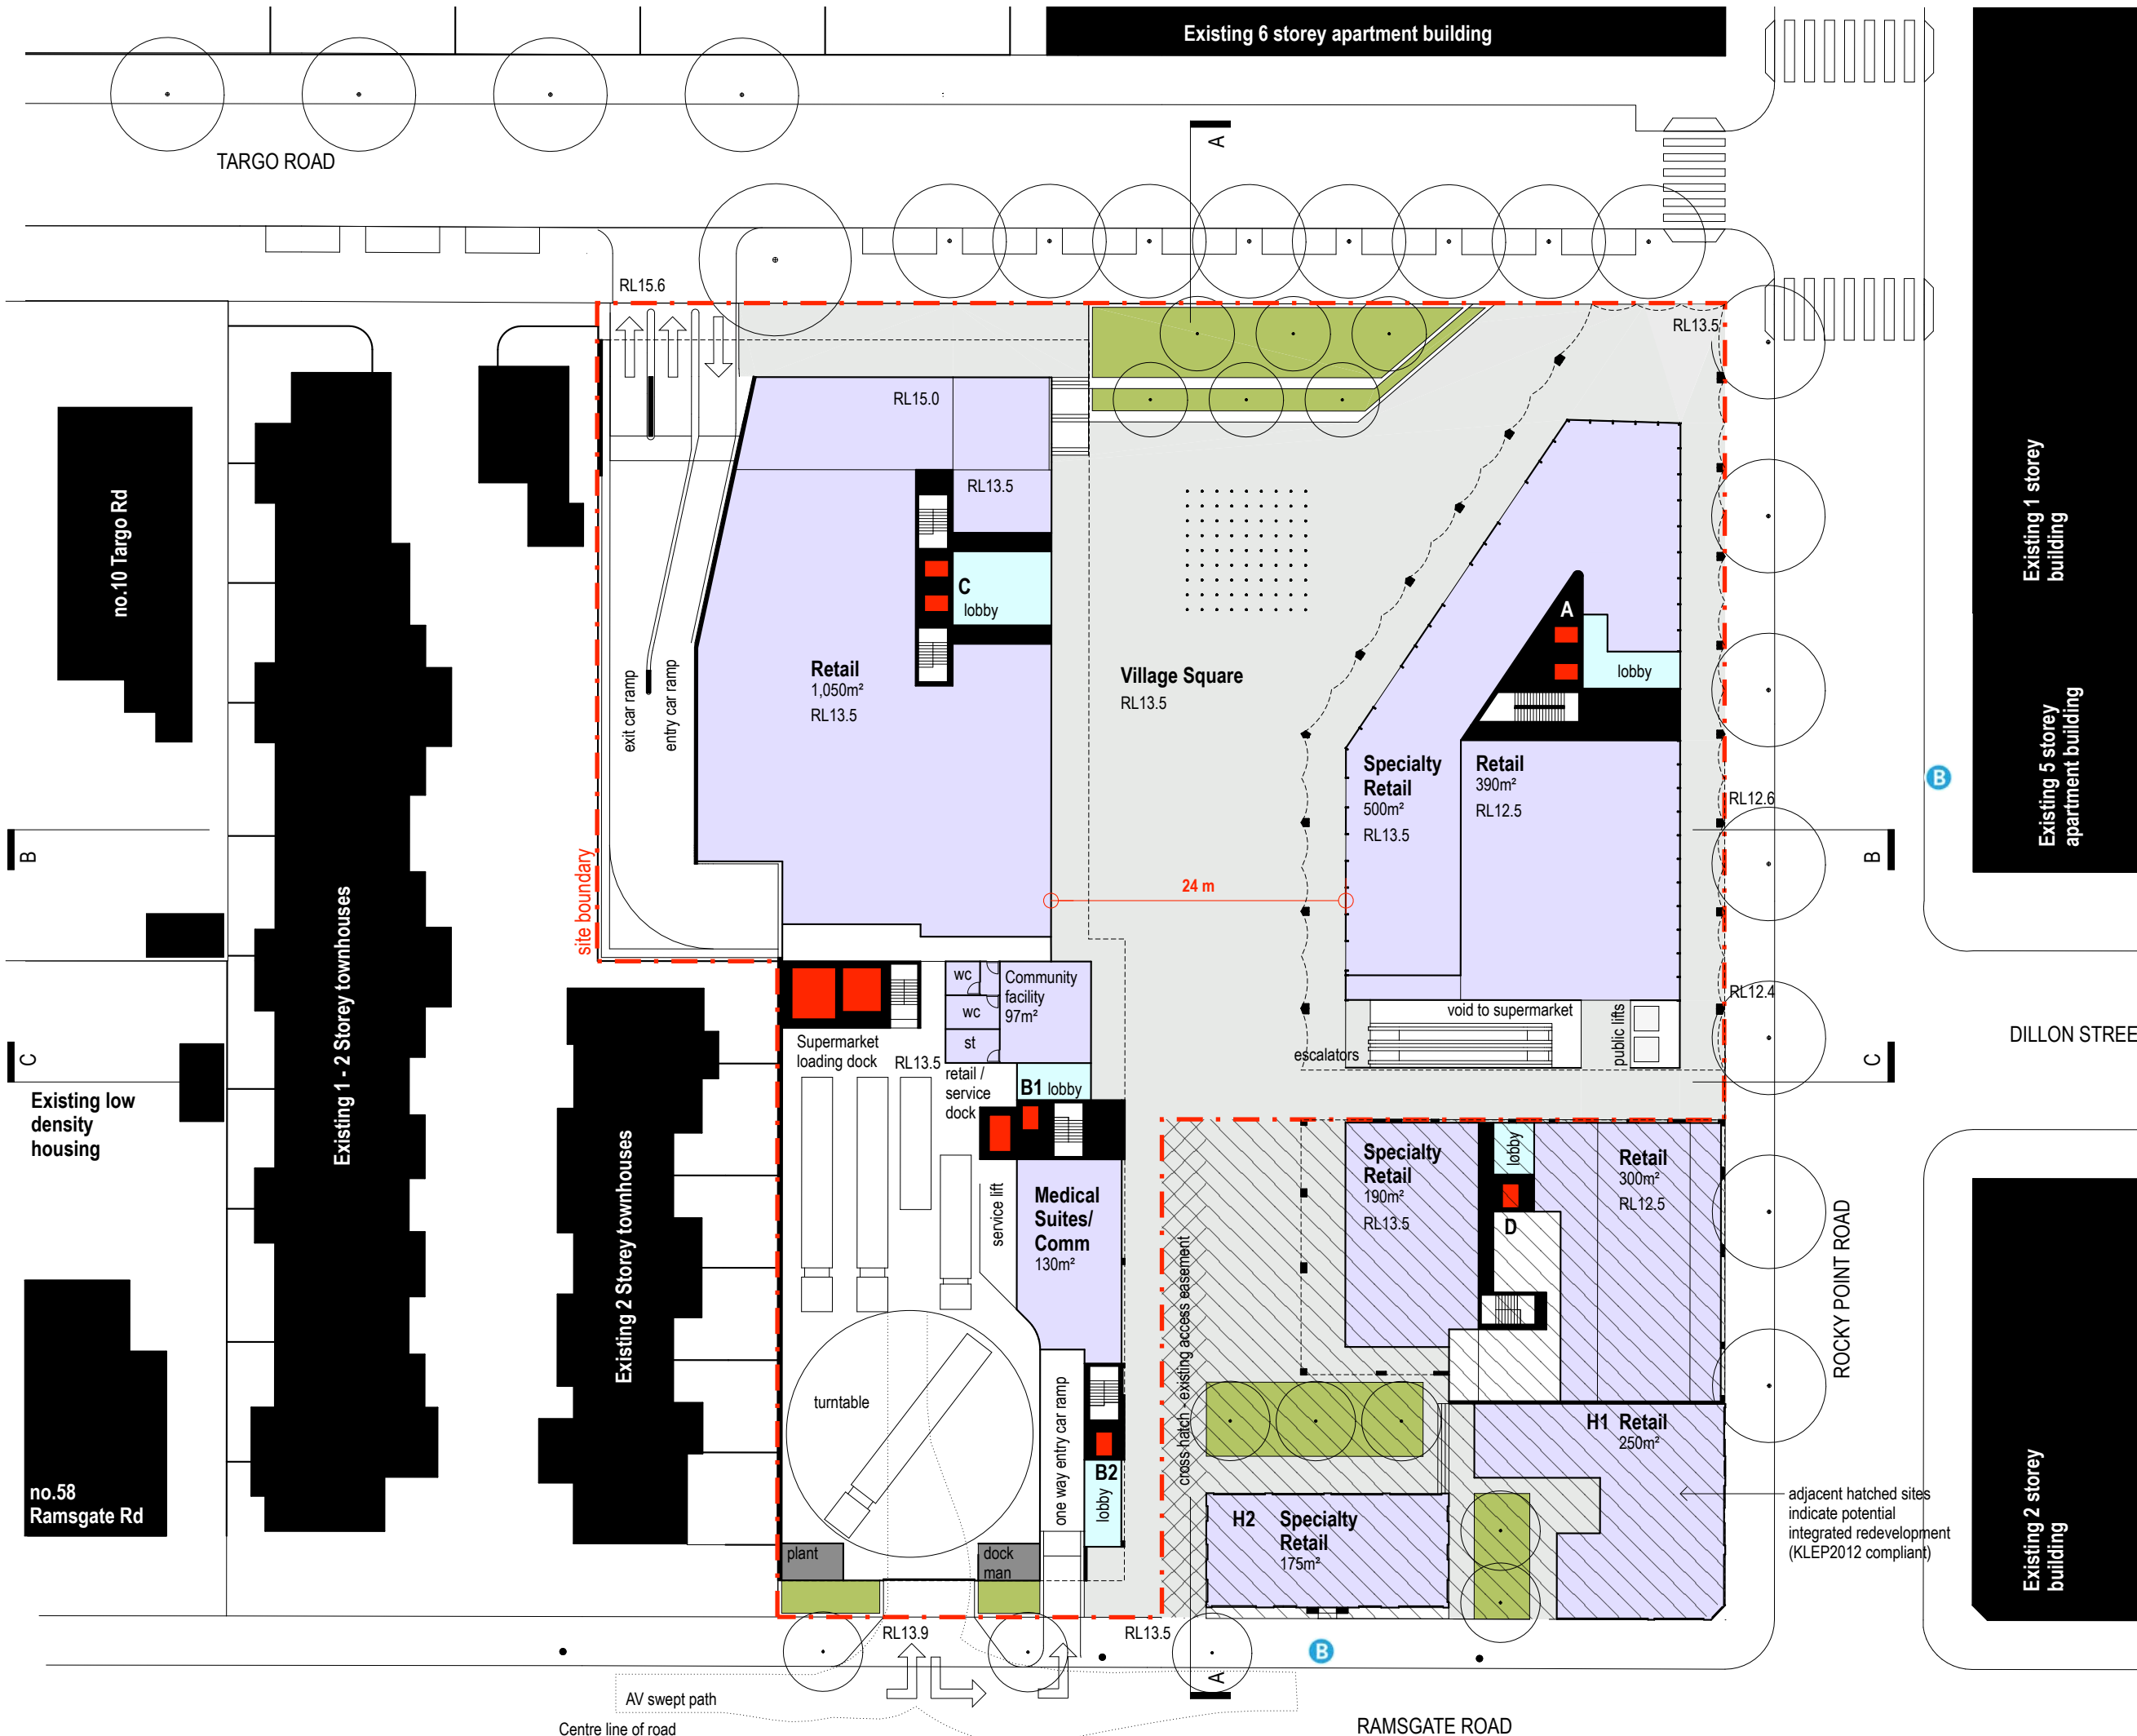 Existing 6 storey apartment building
TARGO ROAD
A
RL15.6
RL13.5
RL15.0
RL13.5
no.10 Targo Rd
Existing 1 storey
building
C
lobby
A
lobby
Retail
1,050m²
RL13.5
exit car ramp
entry car ramp
Village Square
RL13.5
Specialty
Retail
500m²
RL13.5
Retail
390m²
RL12.5
RL12.6
B
Existing 5 storey
apartment building
B
B
24 m
site boundary
Existing 1 - 2 Storey townhouses
wc
wc
st
Community
facility
97m²
RL12.4
void to supermarket
escalators
public lifts
DILLON STREE
C
C
Supermarket
loading dock
RL13.5
retail /
service
dock
B1 lobby
Existing low
density
housing
Existing 2 Storey townhouses
service lift
Medical
Suites/
Comm
130m²
cross-hatch - existing access easement
Specialty
Retail
190m²
RL13.5
lobby
D
Retail
300m²
RL12.5
ROCKY POINT ROAD
turntable
one way entry car ramp
B2
lobby
H1 Retail
250m²
H2 Specialty
Retail
175m²
adjacent hatched sites
indicate potential
integrated redevelopment
(KLEP2012 compliant)
Existing 2 storey
building
no.58
Ramsgate Rd
plant
dock
man
RL13.9
RL13.5
B
A
AV swept path
Centre line of road
RAMSGATE ROAD